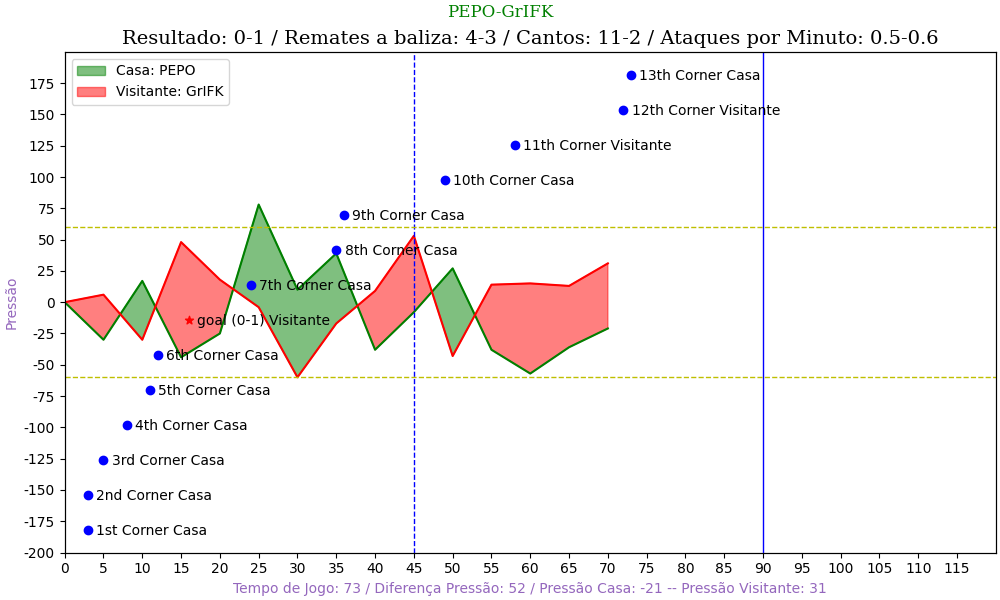 PEPO-GrIFK
Resultado: 0-1 / Remates a baliza: 4-3 / Cantos: 11-2 / Ataques por Minuto: 0.5-0.6
Casa: PEPO
Visitante: GrIFK
13th Corner Casa
12th Corner Visitante
11th Corner Visitante
10th Corner Casa
9th Corner Casa
8th Corner Casa
7th Corner Casa
goal (0-1) Visitante
6th Corner Casa
5th Corner Casa
4th Corner Casa
3rd Corner Casa
2nd Corner Casa
1st Corner Casa
Pressão
175
150
125
100
75
50
25
0
-25
-50
-75
-100
-125
-150
-175
-200
0 5 10 15 20 25 30 35 40 45 50 55 60 65 70 75 80 85 90 95 100 105 110 115
Tempo de Jogo: 73 / Diferença Pressão: 52 / Pressão Casa: -21 -- Pressão Visitante: 31